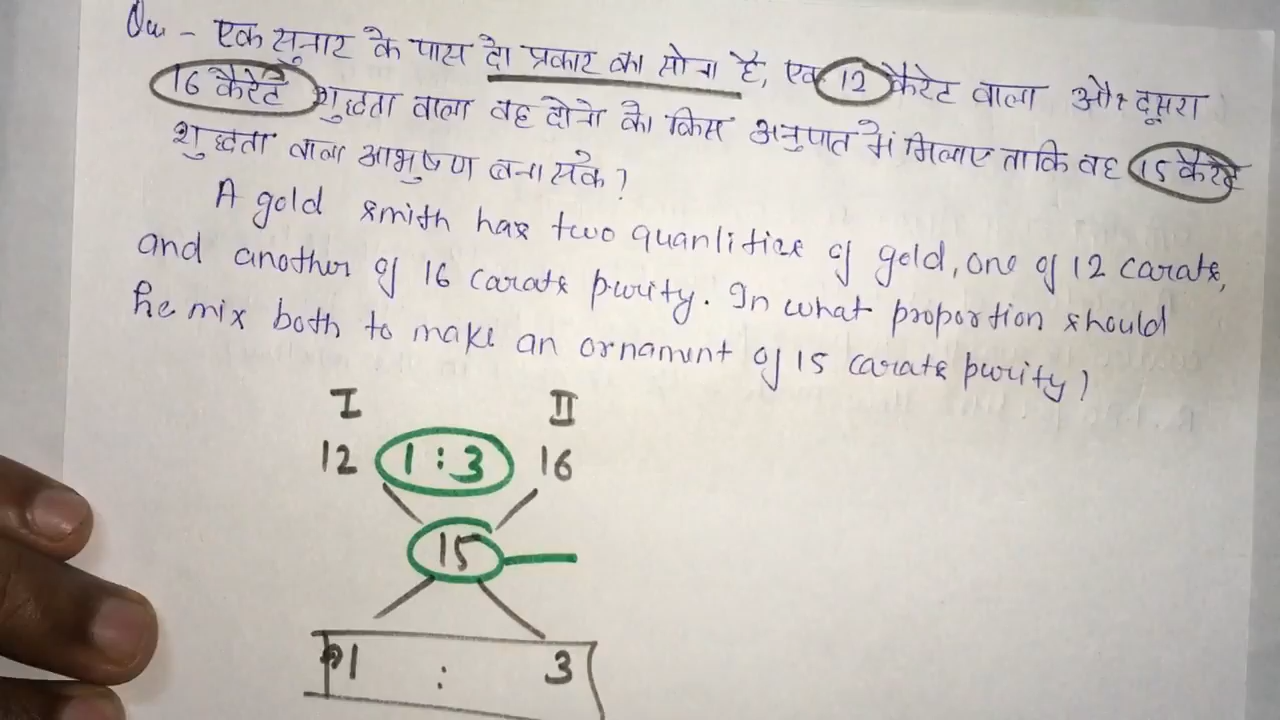 Que - एक सुनार के पास दो प्रकार का सोना है, एक 12 कैरेट वाला और दूसरा
16 कैरेट शुद्धता वाला वह दोनो को किस अनुपात में मिलाए ताकि वह 15 कैरेट
शुद्धता वाला आभुषण बना सके?
A gold smith has two quanlities of gold, one of 12 carats,
and another of 16 carats purity. In what proportion should
he mix both to make an ornament of 15 carats purity?
I II
12 1 : 3 16
15
1 : 3